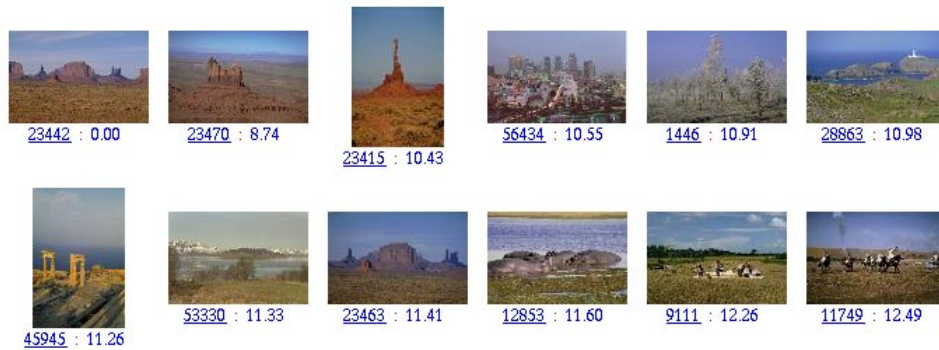 23442 : 0.00
23470 : 8.74
23415 : 10.43
56434 : 10.55
1446 : 10.91
28863 : 10.98
45945 : 11.26
53330 : 11.33
23463 : 11.41
12853 : 11.60
9111 : 12.26
11749 : 12.49